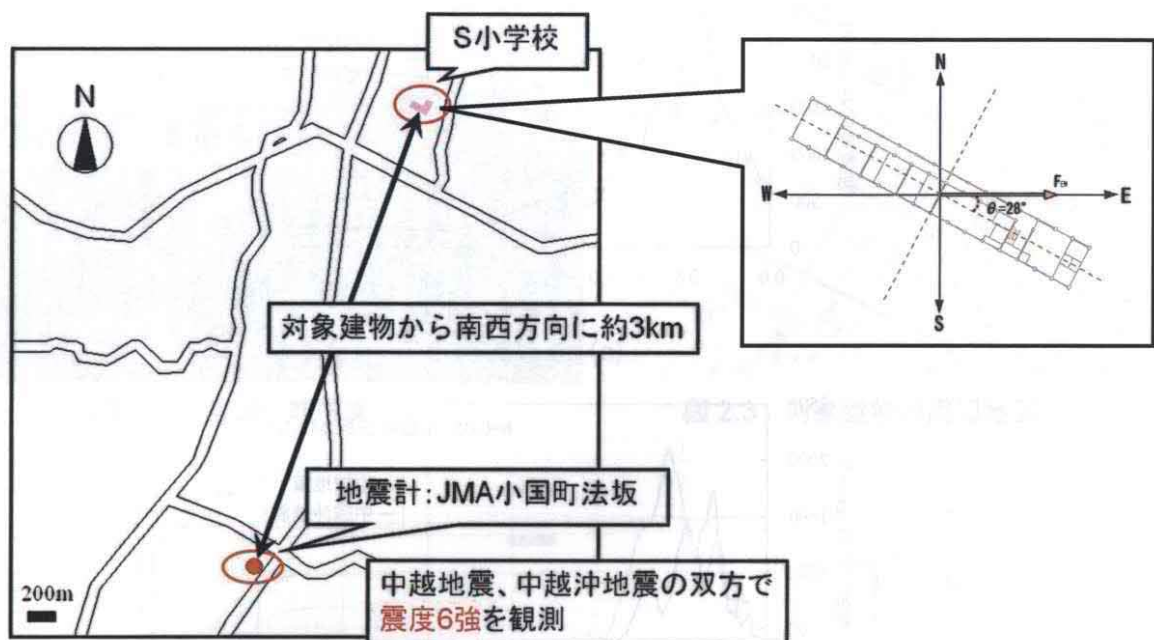 S小学校
N
N
W
E
F_EW
θ=28°
S
対象建物から南西方向に約3km
地震計:JMA小国町法坂
200m
中越地震、中越沖地震の双方で
震度6強を観測